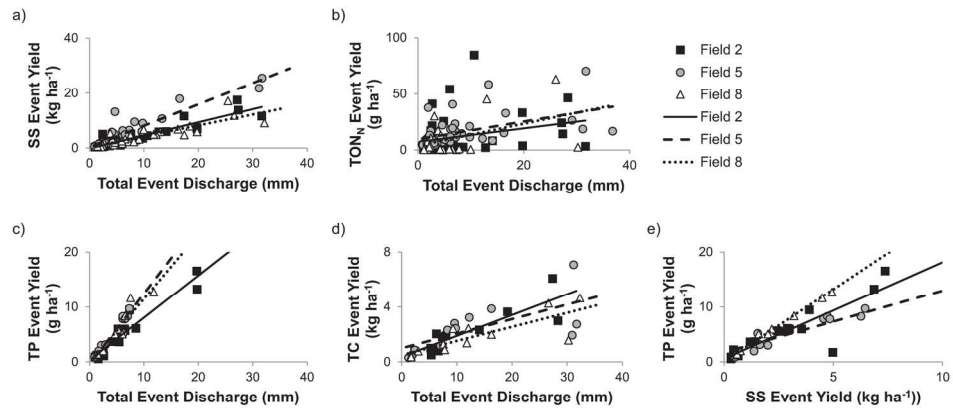 a)
SS Event Yield
(kg ha⁻¹)
40
20
0
0 10 20 30 40
Total Event Discharge (mm)
b)
TONN Event Yield
(g ha⁻¹)
100
50
0
0 10 20 30 40
Total Event Discharge (mm)
Field 2
Field 5
Field 8
Field 2
Field 5
Field 8
c)
TP Event Yield
(g ha⁻¹)
20
10
0
0 10 20 30 40
Total Event Discharge (mm)
d)
TC Event Yield
(kg ha⁻¹)
8
4
0
0 10 20 30 40
Total Event Discharge (mm)
e)
TP Event Yield
(g ha⁻¹)
20
10
0
0 5 10
SS Event Yield (kg ha⁻¹))